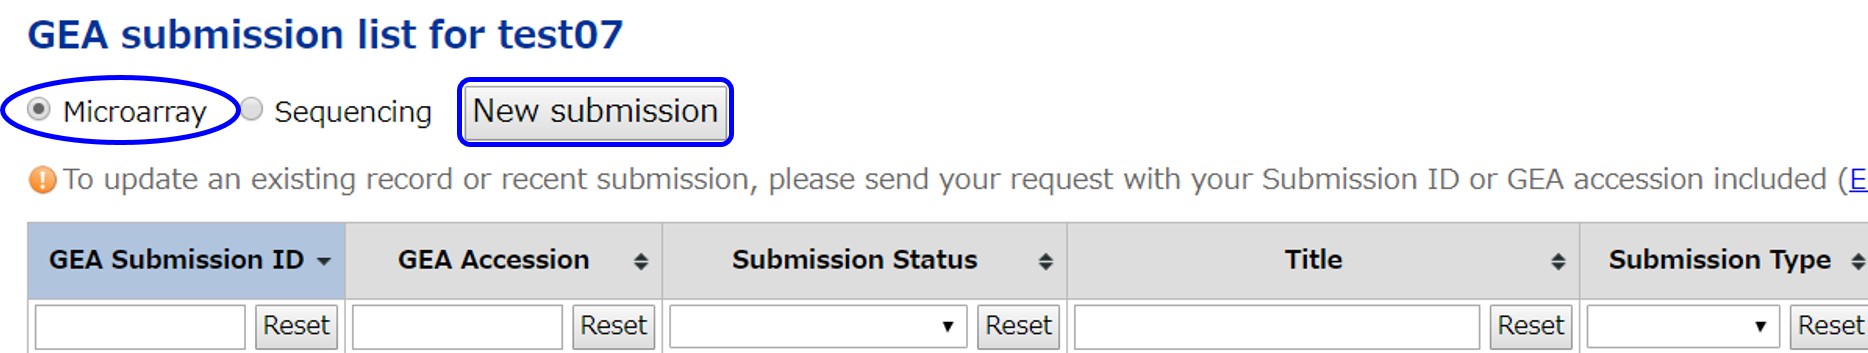 GEA submission list for test07
Microarray Sequencing New submission
To update an existing record or recent submission, please send your request with your Submission ID or GEA accession included (E
GEA Submission ID GEA Accession Submission Status Title Submission Type
Reset Reset Reset Reset Reset